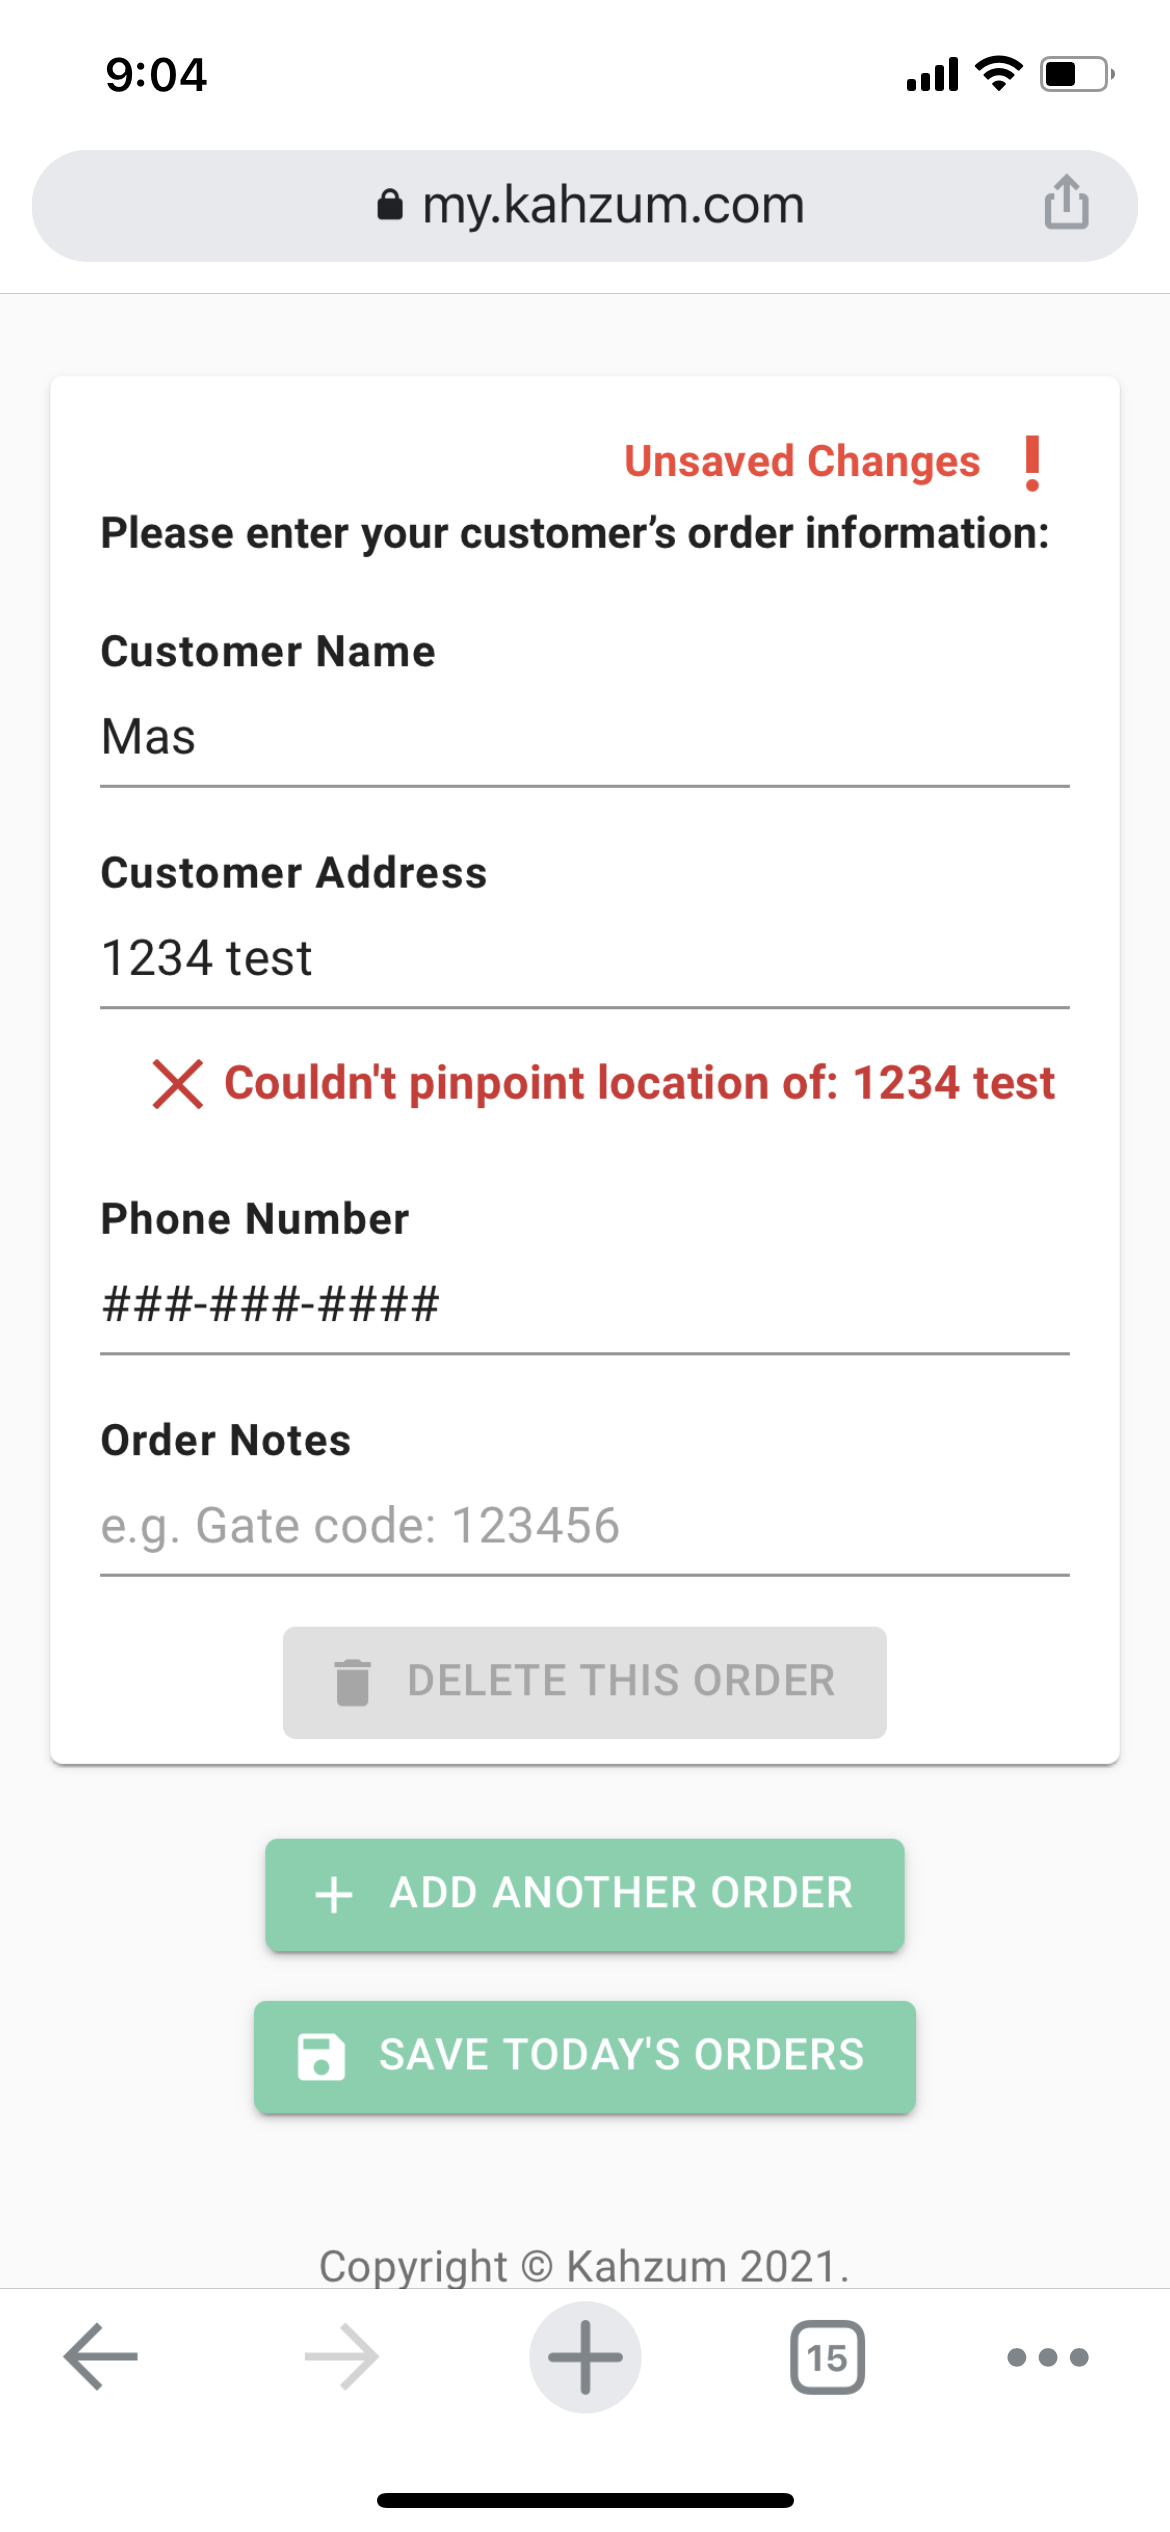 9:04
my.kahzum.com
Unsaved Changes
Please enter your customer’s order information:
Customer Name
Mas
Customer Address
1234 test
Couldn't pinpoint location of: 1234 test
Phone Number
###-###-####
Order Notes
e.g. Gate code: 123456
DELETE THIS ORDER
ADD ANOTHER ORDER
SAVE TODAY'S ORDERS
Copyright © Kahzum 2021.
15